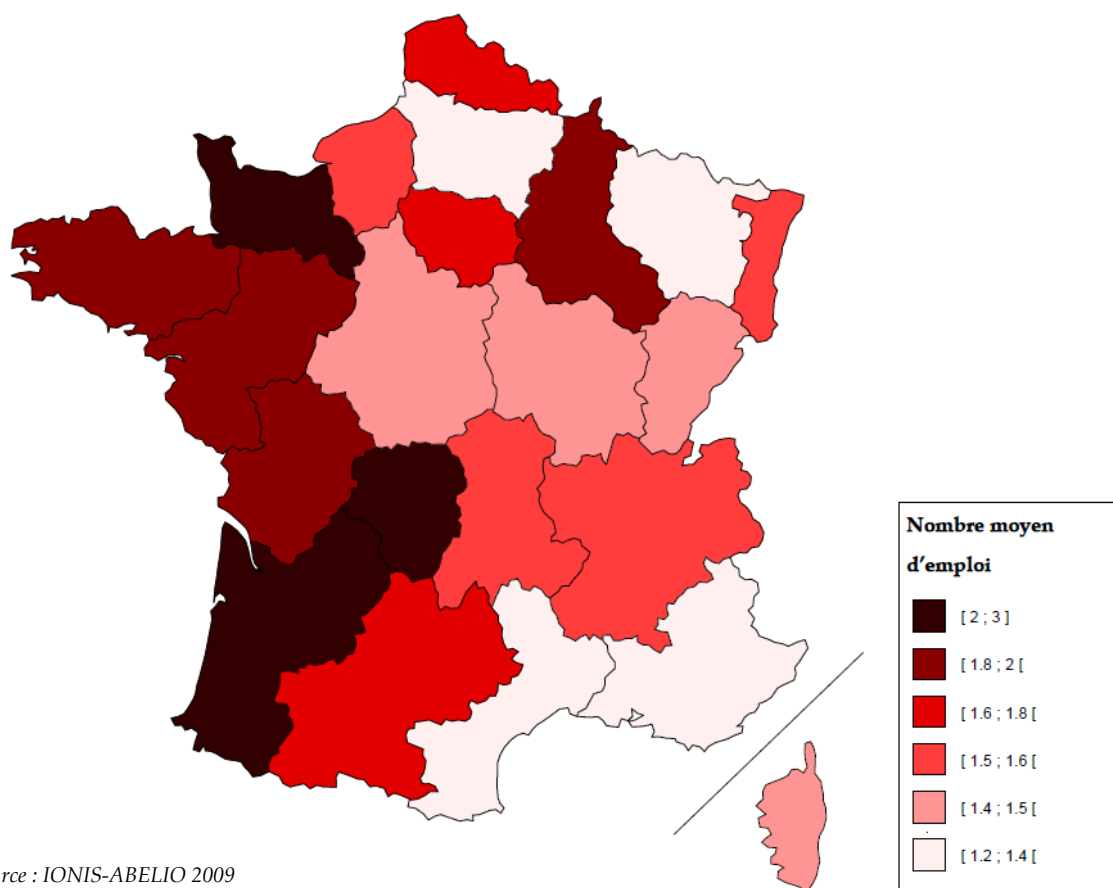 Nombre moyen
d'emploi
[ 2 ; 3 ]
[ 1.8 ; 2 [
[ 1.6 ; 1.8 [
[ 1.5 ; 1.6 [
[ 1.4 ; 1.5 [
[ 1.2 ; 1.4 [
rce : IONIS-ABELIO 2009